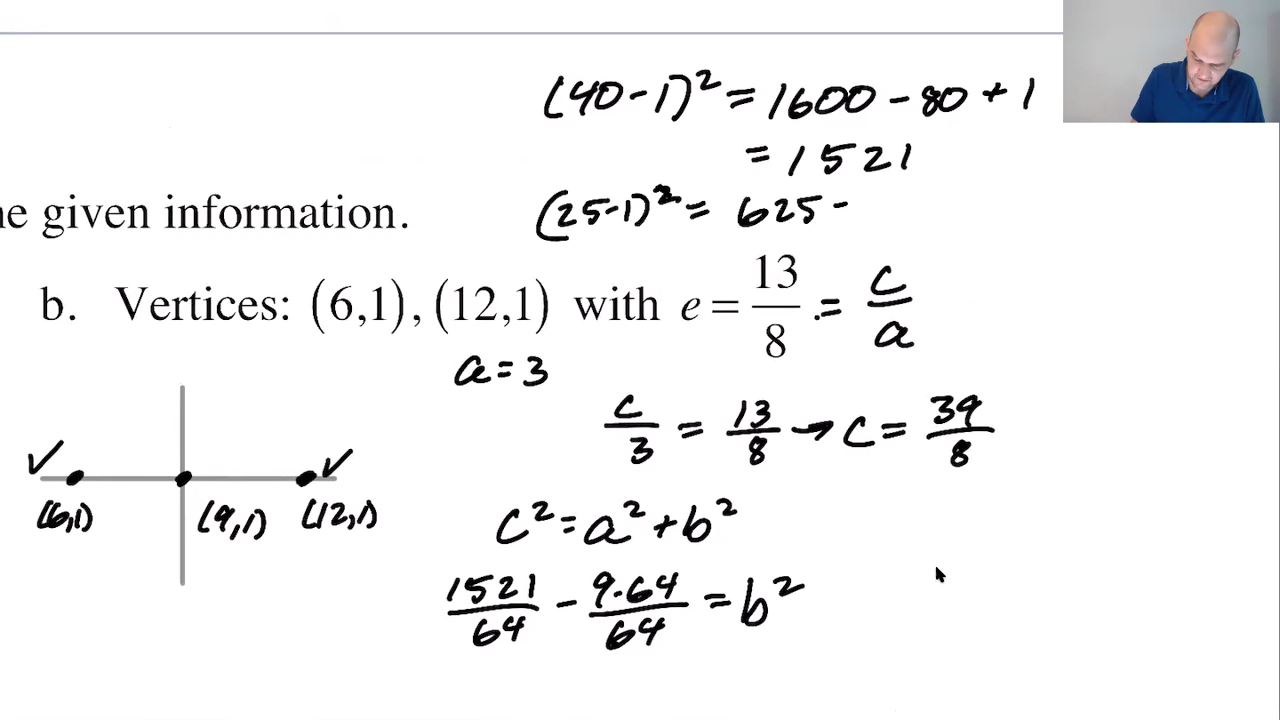 (40-1)² = 1600 - 80 + 1
= 1521
ne given information.
(25-1)² = 625 -
b. Vertices: (6,1), (12,1) with e = 13/8 . = c/a
a = 3
c/3 = 13/8 → c = 39/8
(6,1) (9,1) (12,1)
c² = a² + b²
1521/64 - 9·64/64 = b²